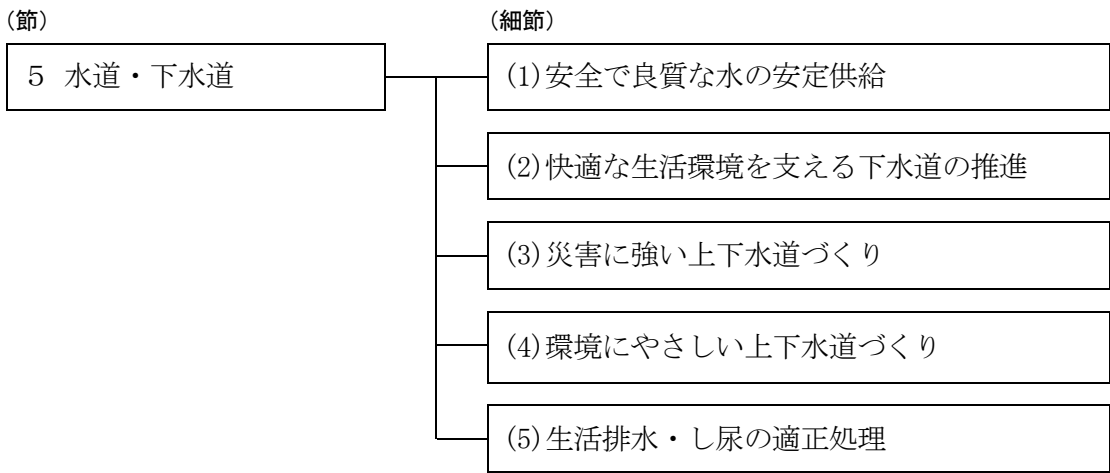 （節）
（細節）
５ 水道・下水道
(1)安全で良質な水の安定供給
(2)快適な生活環境を支える下水道の推進
(3)災害に強い上下水道づくり
(4)環境にやさしい上下水道づくり
(5)生活排水・し尿の適正処理